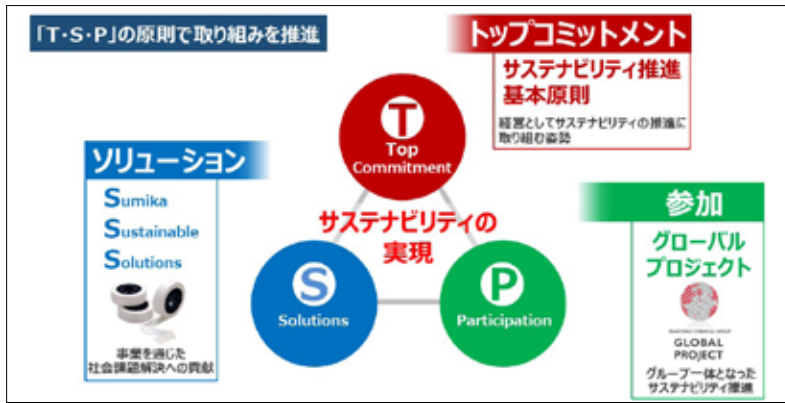 「T・S・P」の原則で取り組みを推進
トップコミットメント
サステナビリティ推進
基本原則
経営としてサステナビリティの推進に
取り組む姿勢
T
Top
Commitment
ソリューション
Sumika
Sustainable
Solutions
事業を通じた
社会課題解決への貢献
サステナビリティの
実現
S
Solutions
P
Participation
参加
グローバル
プロジェクト
GLOBAL
PROJECT
グループ一体となった
サステナビリティ推進